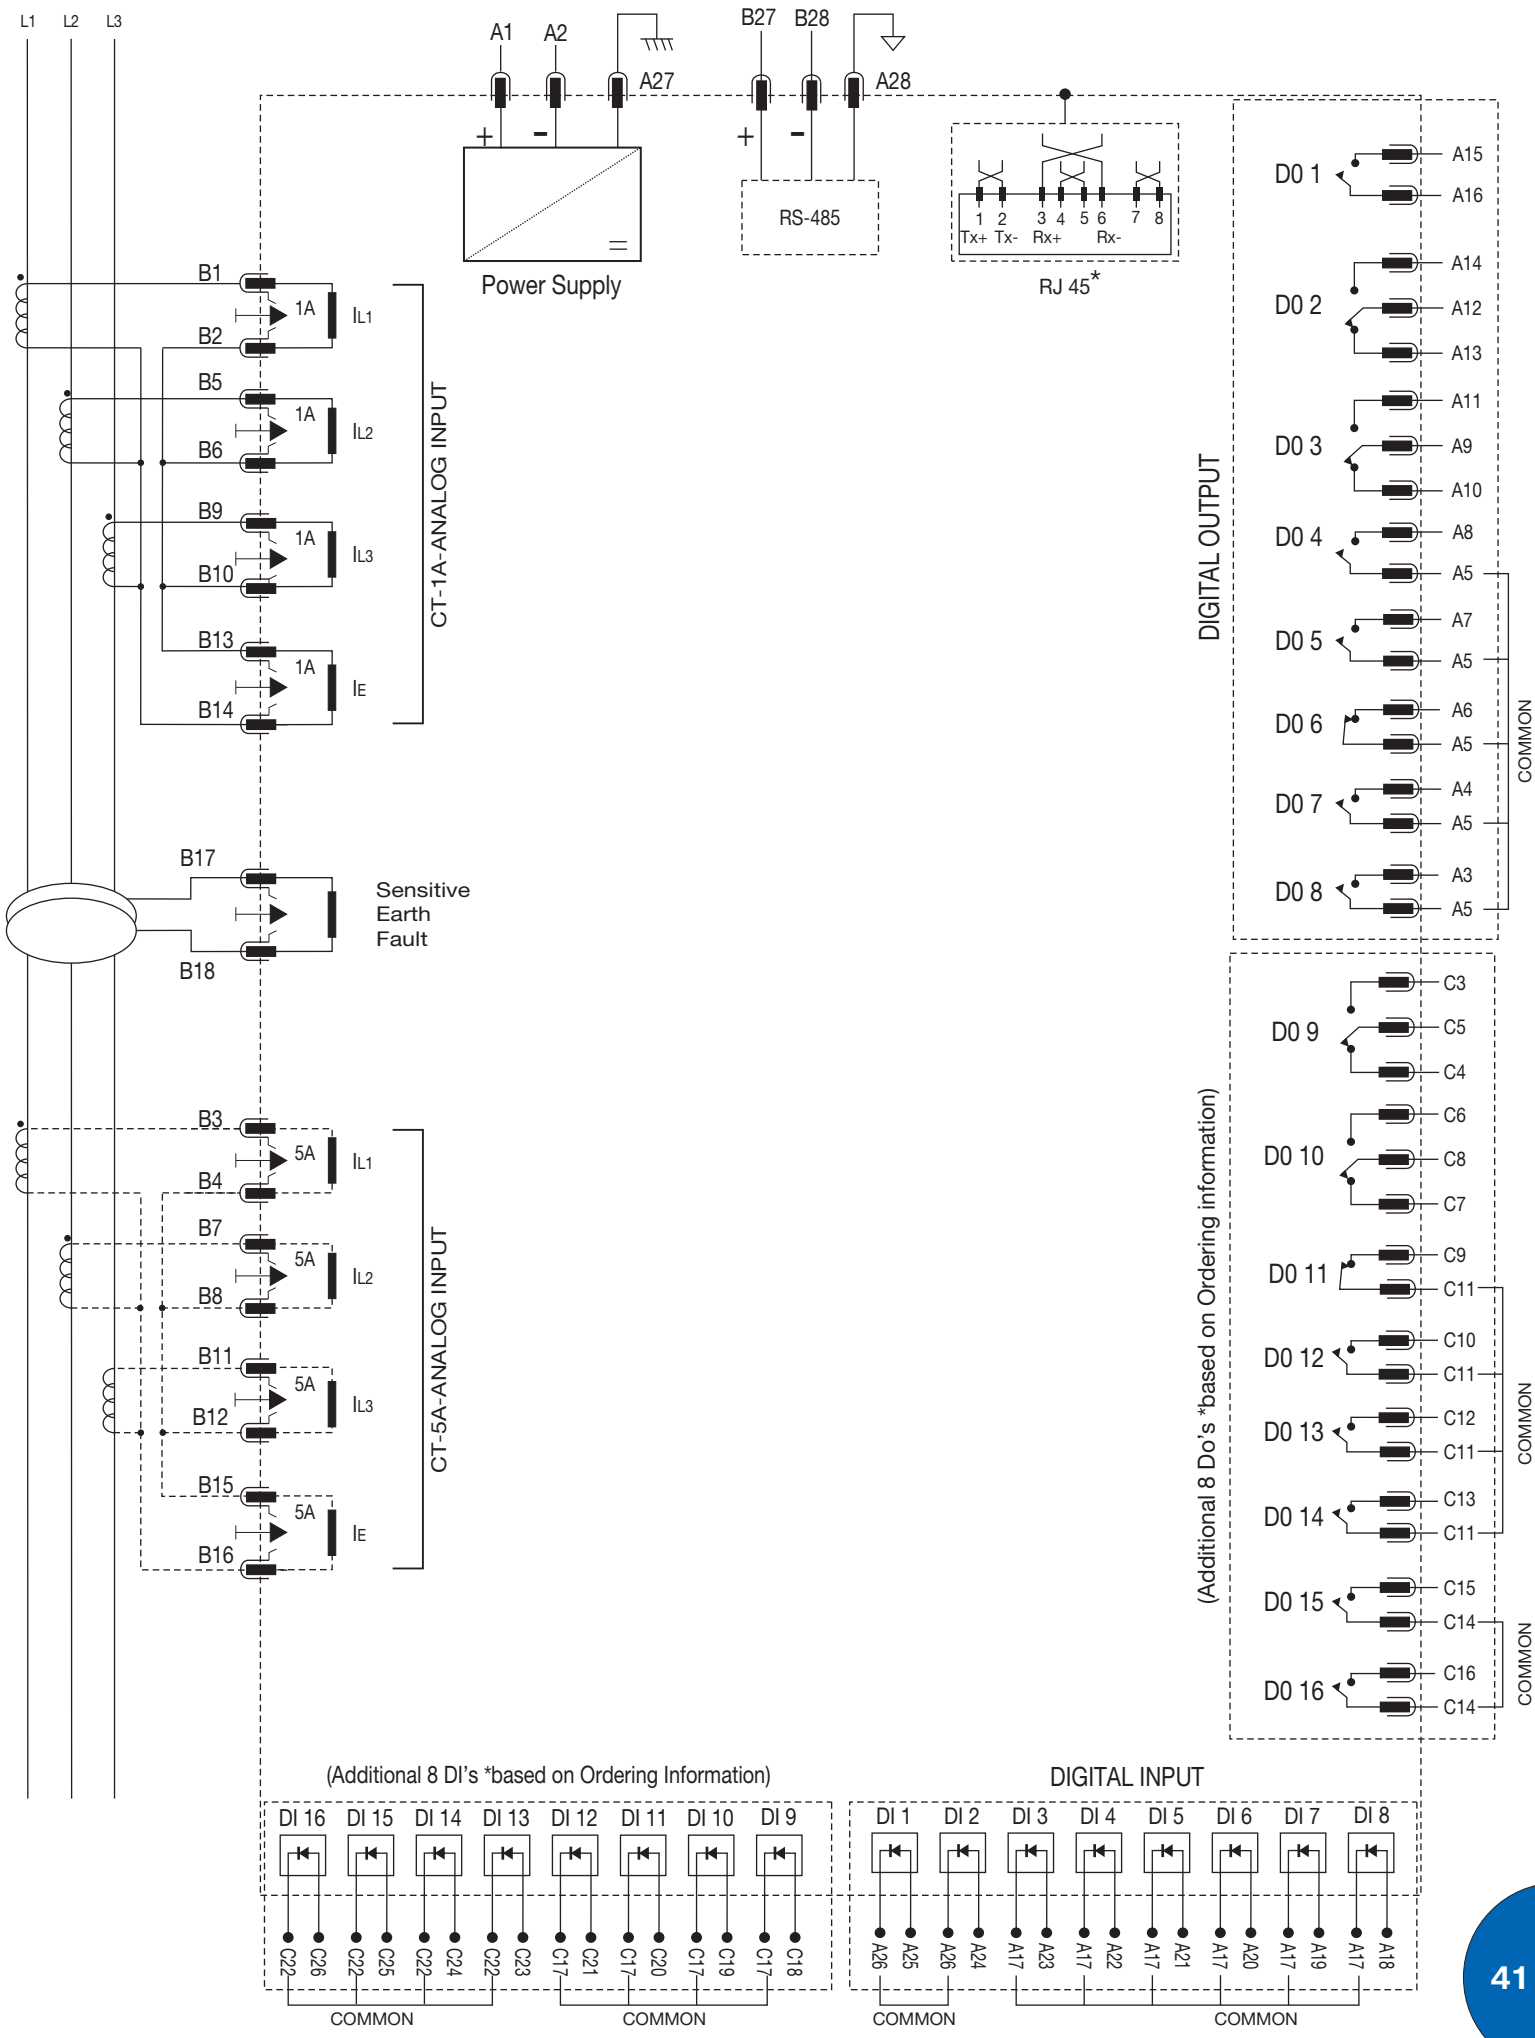 L1 L2 L3
A1 A2 A27
B27 B28 A28
+ -
+ -
Power Supply
RS-485
1 2 3 4 5 6 7 8
Tx+ Tx- Rx+ Rx-
RJ 45*
B1
1A
IL1
B2
B5
1A
IL2
B6
B9
1A
IL3
B10
B13
1A
IE
B14
CT-1A-ANALOG INPUT
B17
Sensitive
Earth
Fault
B18
B3
5A
IL1
B4
B7
5A
IL2
B8
B11
5A
IL3
B12
B15
5A
IE
B16
CT-5A-ANALOG INPUT
DIGITAL OUTPUT
D0 1
A15
A16
D0 2
A14
A12
A13
D0 3
A11
A9
A10
D0 4
A8
A5
D0 5
A7
A5
D0 6
A6
A5
D0 7
A4
A5
D0 8
A3
A5
COMMON
(Additional 8 Do's *based on Ordering information)
D0 9
C3
C5
C4
D0 10
C6
C8
C7
D0 11
C9
C11
D0 12
C10
C11
D0 13
C12
C11
D0 14
C13
C11
COMMON
D0 15
C15
C14
D0 16
C16
C14
COMMON
(Additional 8 DI's *based on Ordering Information)
DI 16 DI 15 DI 14 DI 13 DI 12 DI 11 DI 10 DI 9
C22 C26 C22 C25 C22 C24 C22 C23 C17 C21 C17 C20 C17 C19 C17 C18
COMMON COMMON
DIGITAL INPUT
DI 1 DI 2 DI 3 DI 4 DI 5 DI 6 DI 7 DI 8
A26 A25 A26 A24 A17 A23 A17 A22 A17 A21 A17 A20 A17 A19 A17 A18
COMMON COMMON
41